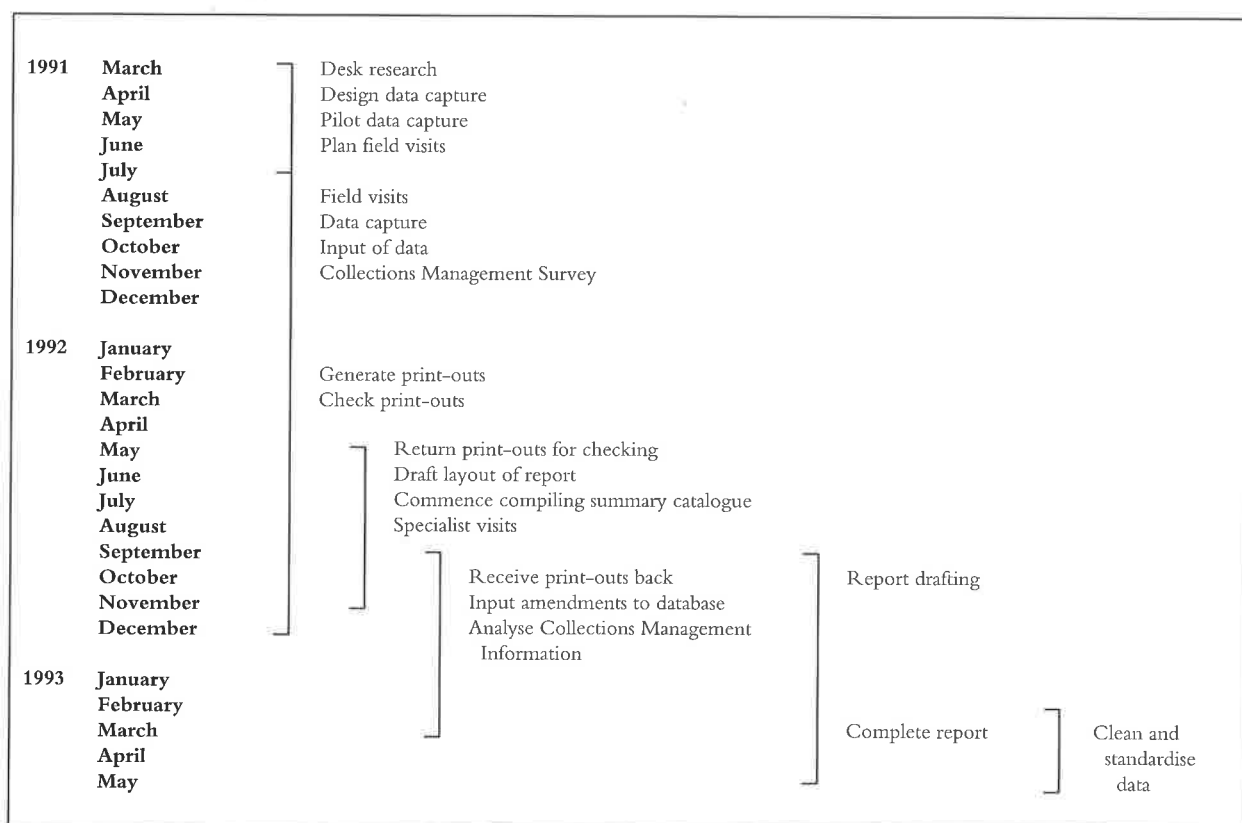 1991 March Desk research
April Design data capture
May Pilot data capture
June Plan field visits
July
August Field visits
September Data capture
October Input of data
November Collections Management Survey
December
1992 January
February Generate print-outs
March Check print-outs
April
May Return print-outs for checking
June Draft layout of report
July Commence compiling summary catalogue
August Specialist visits
September
October Receive print-outs back Report drafting
November Input amendments to database
December Analyse Collections Management
Information
1993 January
February
March Complete report Clean and
April standardise
May data